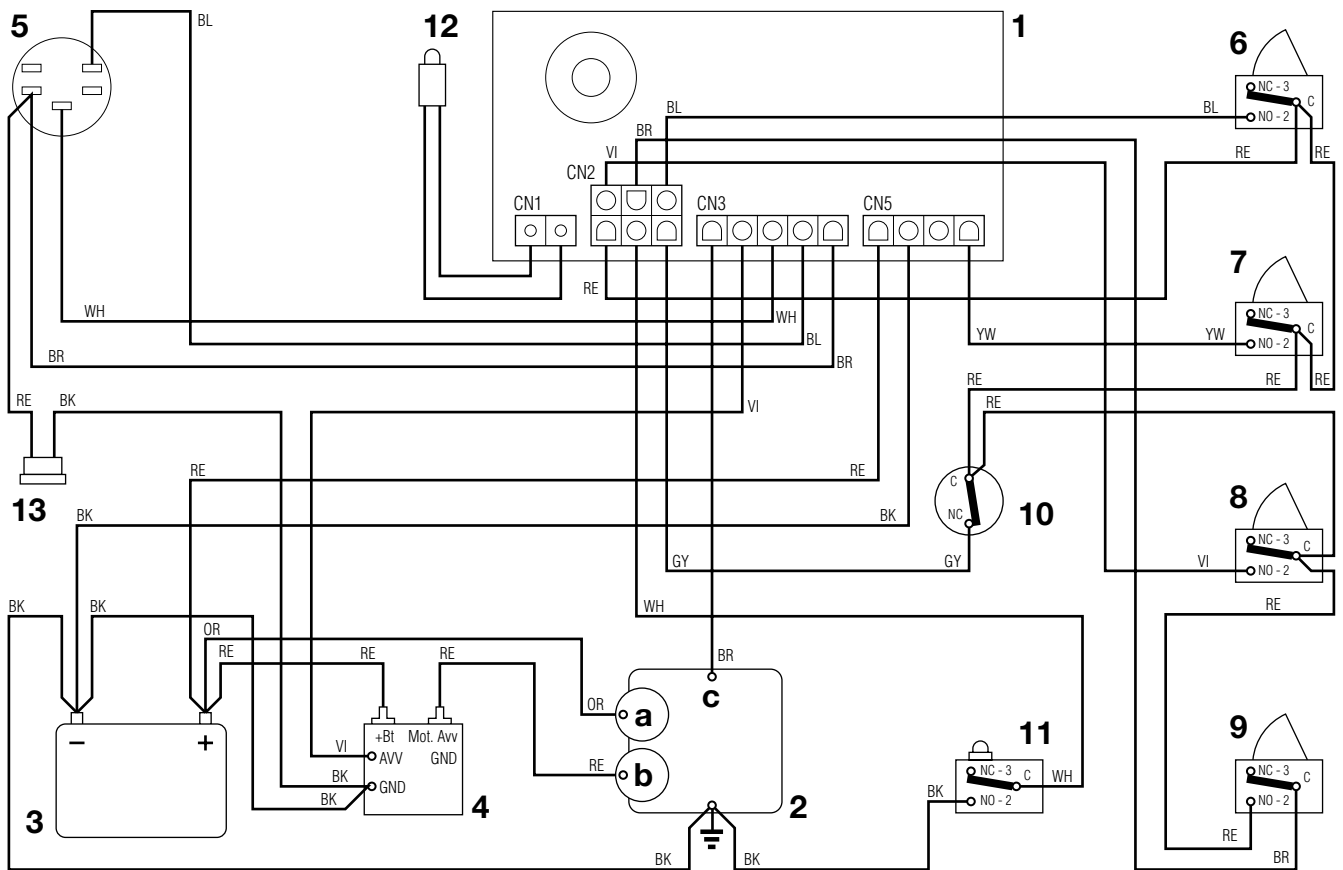 5
BL
12
1
6
NC - 3
C
NO - 2
BL
BL
BR
VI
RE
RE
CN2
CN1
CN3
CN5
7
NC - 3
C
NO - 2
RE
WH
WH
YW
YW
BL
BR
BR
RE
RE
RE
RE
BK
VI
RE
13
RE
RE
C
NC
10
8
NC - 3
C
NO - 2
BK
BK
GY
GY
VI
BK
BK
WH
RE
OR
RE
RE
RE
BR
c
OR
a
11
9
– +
+Bt
Mot. Avv
VI
AVV
GND
RE
b
NC - 3
C
WH
NC - 3
C
BK
GND
BK
BK
NO - 2
NO - 2
3
4
2
RE
BK
BK
BR